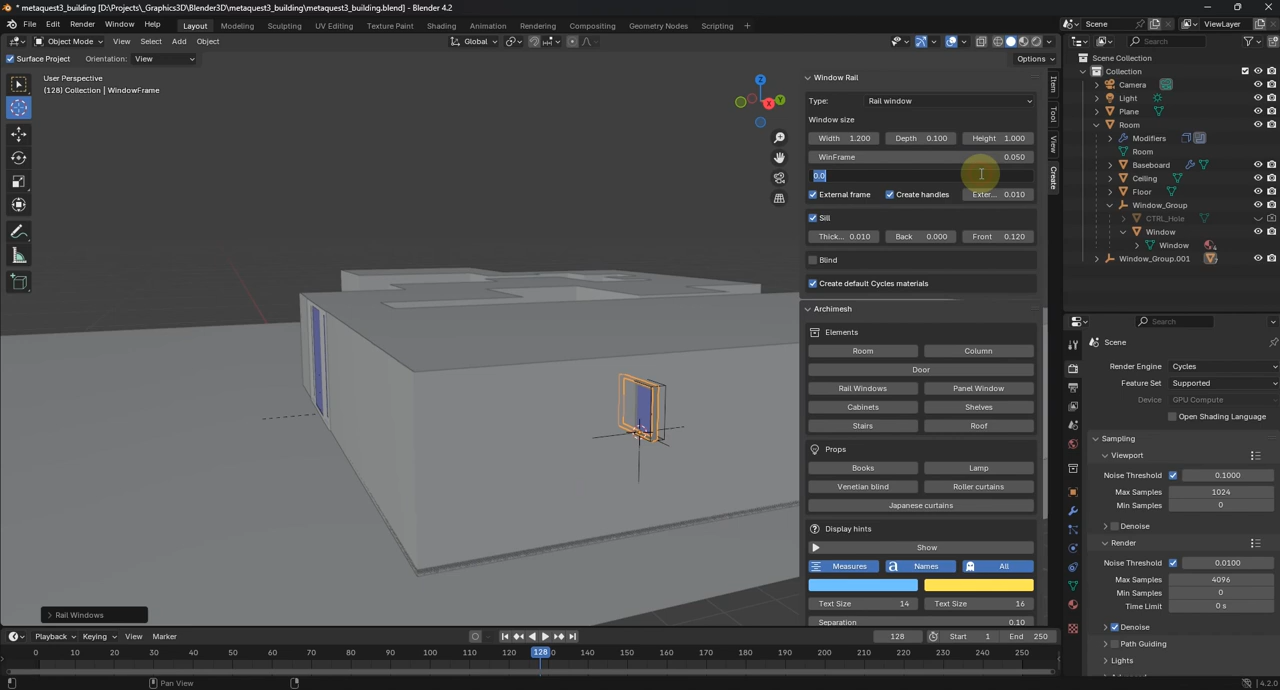 * metaquest3_building [D:\Projects\_Graphics3D\Blender3D\metaquest3_building\metaquest3_building.blend] - Blender 4.2
File Edit Render Window Help Layout Modeling Sculpting UV Editing Texture Paint Shading Animation Rendering Compositing Geometry Nodes Scripting + Scene ViewLayer
Object Mode View Select Add Object Global Search
Surface Project Orientation: View Options
User Perspective
(128) Collection | WindowFrame
Z
Y
X
Window Rail
Type: Rail window
Window size
Width 1.200 Depth 0.100 Height 1.000
WinFrame 0.050
0.0
External frame Create handles Exter... 0.010
Sill
Thick... 0.010 Back 0.000 Front 0.120
Blind
Create default Cycles materials
Archimesh
Elements
Room Column
Door
Rail Windows Panel Window
Cabinets Shelves
Stairs Roof
Props
Books Lamp
Venetian blind Roller curtains
Japanese curtains
Display hints
Show
Measures Names All
Text Size 14 Text Size 16
Separation 0.10
Item
Tool
View
Create
Scene Collection
Collection
Camera
Light
Plane
Room
Modifiers
Room
Baseboard
Ceiling
Floor
Window_Group
CTRL_Hole
Window
Window
Window_Group.001
Search
Scene
Render Engine Cycles
Feature Set Supported
Device GPU Compute
Open Shading Language
Sampling
Viewport
Noise Threshold 0.1000
Max Samples 1024
Min Samples 0
Denoise
Render
Noise Threshold 0.0100
Max Samples 4096
Min Samples 0
Time Limit 0 s
Denoise
Path Guiding
Lights
Rail Windows
Playback Keying View Marker 128 Start 1 End 250
0 10 20 30 40 50 60 70 80 90 100 110 120 128 140 150 160 170 180 190 200 210 220 230 240 250
Pan View 4.2.0